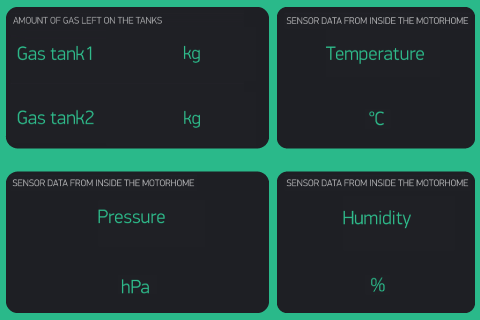 AMOUNT OF GAS LEFT ON THE TANKS
Gas tank1 kg
Gas tank2 kg
SENSOR DATA FROM INSIDE THE MOTORHOME
Temperature
°C
SENSOR DATA FROM INSIDE THE MOTORHOME
Pressure
hPa
SENSOR DATA FROM INSIDE THE MOTORHOME
Humidity
%